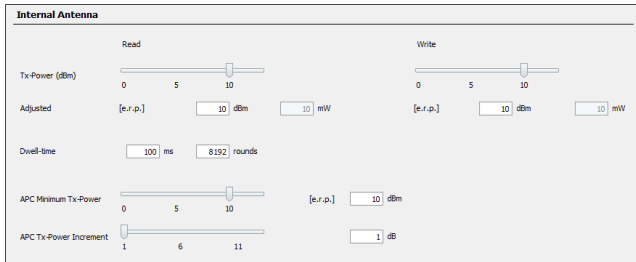 Internal Antenna
Read Write
Tx-Power (dBm)
0 5 10 0 5 10
Adjusted [e.r.p.] 10 dBm 10 mW [e.r.p.] 10 dBm 10 mW
Dwell-time 100 ms 8192 rounds
APC Minimum Tx-Power [e.r.p.] 10 dBm
0 5 10
APC Tx-Power Increment 1 dB
1 6 11